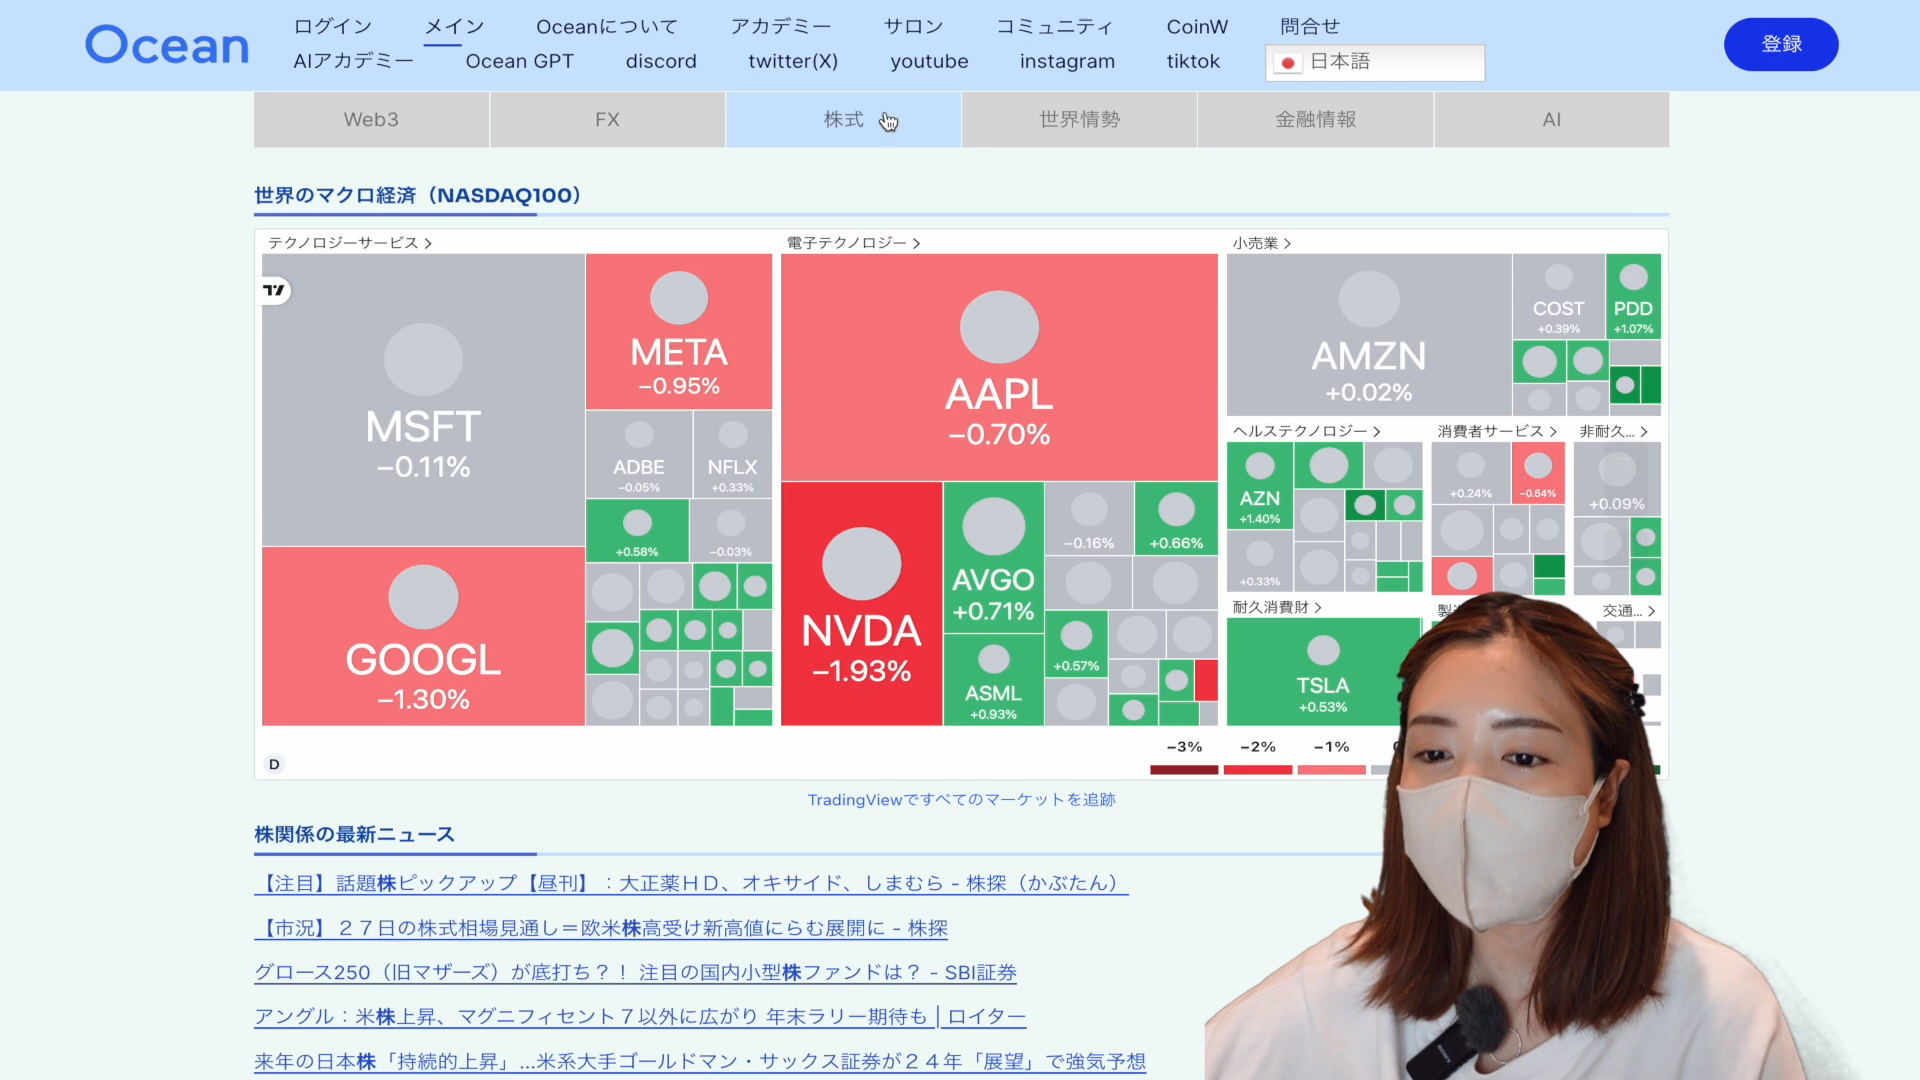 Ocean
ログイン メイン Oceanについて アカデミー サロン コミュニティ CoinW 問合せ
AIアカデミー Ocean GPT discord twitter(X) youtube instagram tiktok 日本語
登録
Web3 FX 株式 世界情勢 金融情報 AI
世界のマクロ経済（NASDAQ100）
テクノロジーサービス
MSFT
−0.11%
META
−0.95%
ADBE
−0.05%
NFLX
+0.33%
+0.58%
−0.03%
GOOGL
−1.30%
電子テクノロジー
AAPL
−0.70%
NVDA
−1.93%
AVGO
+0.71%
ASML
+0.93%
−0.16%
+0.66%
+0.57%
小売業
AMZN
+0.02%
COST
+0.39%
PDD
+1.07%
ヘルステクノロジー
AZN
+1.40%
+0.33%
消費者サービス
+0.24%
−0.64%
非耐久...
+0.09%
耐久消費財
TSLA
+0.53%
交通...
D
−3% −2% −1%
TradingViewですべてのマーケットを追跡
株関係の最新ニュース
【注目】話題株ピックアップ【昼刊】：大正薬ＨＤ、オキサイド、しまむら - 株探（かぶたん）
【市況】２７日の株式相場見通し＝欧米株高受け新高値にらむ展開に - 株探
グロース250（旧マザーズ）が底打ち？！ 注目の国内小型株ファンドは？ - SBI証券
アングル：米株上昇、マグニフィセント７以外に広がり 年末ラリー期待も | ロイター
来年の日本株「持続的上昇」...米系大手ゴールドマン・サックス証券が２４年「展望」で強気予想
SONY